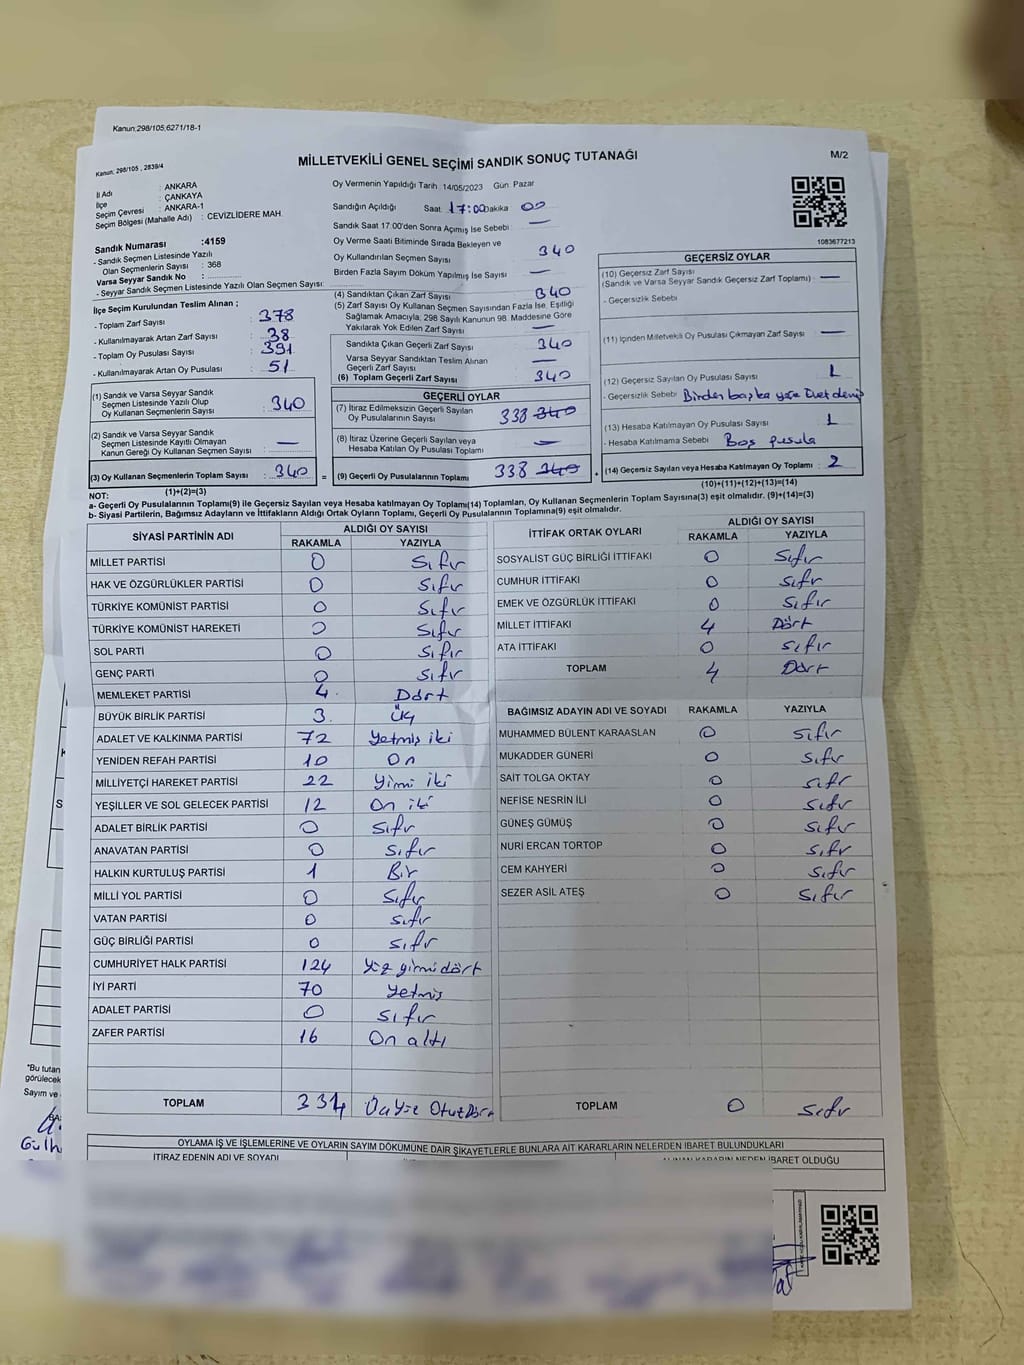 Kanun;298/105;6271/18-1
Kanun; 298/105 ; 2839/4
MİLLETVEKİLİ GENEL SEÇİMİ SANDIK SONUÇ TUTANAĞI
M/2
İl Adı : ANKARA
İlçe : ÇANKAYA
Seçim Çevresi : ANKARA-1
Seçim Bölgesi (Mahalle Adı) : CEVİZLİDERE MAH.
Sandık Numarası :4159
- Sandık Seçmen Listesinde Yazılı
Olan Seçmenlerin Sayısı : 368
Varsa Seyyar Sandık No :
- Seyyar Sandık Seçmen Listesinde Yazılı Olan Seçmen Sayısı:
İlçe Seçim Kurulundan Teslim Alınan ;
- Toplam Zarf Sayısı : 378
- Kullanılmayarak Artan Zarf Sayısı : 38
- Toplam Oy Pusulası Sayısı : 391
- Kullanılmayarak Artan Oy Pusulası : 51
(1) Sandık ve Varsa Seyyar Sandık
Seçmen Listesinde Yazılı Olup
Oy Kullanan Seçmenlerin Sayısı : 340
(2) Sandık ve Varsa Seyyar Sandık
Seçmen Listesinde Kayıtlı Olmayan
Kanun Gereği Oy Kullanan Seçmen Sayısı : —
(3) Oy Kullanan Seçmenlerin Toplam Sayısı : 340
(1)+(2)=(3)
Oy Vermenin Yapıldığı Tarih 14/05/2023 Gün Pazar
Sandığın Açıldığı Saat 17:00 Dakika 00
Sandık Saat 17.00'den Sonra Açımış İse Sebebi : —
Oy Verme Saati Bitiminde Sırada Bekleyen ve
Oy Kullandırılan Seçmen Sayısı 340
Birden Fazla Sayım Döküm Yapılmış İse Sayısı —
(4) Sandıktan Çıkan Zarf Sayısı : 340
(5) Zarf Sayısı Oy Kullanan Seçmen Sayısından Fazla İse, Eşitliği
Sağlamak Amacıyla, 298 Sayılı Kanunun 98. Maddesine Göre
Yakılarak Yok Edilen Zarf Sayısı : —
Sandıkta Çıkan Geçerli Zarf Sayısı : 340
Varsa Seyyar Sandıktan Teslim Alınan
Geçerli Zarf Sayısı : —
(6) Toplam Geçerli Zarf Sayısı : 340
GEÇERLİ OYLAR
(7) İtiraz Edilmeksizin Geçerli Sayılan
Oy Pusulalarının Sayısı : 338 340
(8) İtiraz Üzerine Geçerli Sayılan veya
Hesaba Katılan Oy Pusulası Toplamı : —
= (9) Geçerli Oy Pusulalarının Toplamı : 338 340 +
1083677213
GEÇERSİZ OYLAR
(10) Geçersiz Zarf Sayısı
(Sandık ve Varsa Seyyar Sandık Geçersiz Zarf Toplamı) : —
- Geçersizlik Sebebi
(11) İçinden Milletvekili Oy Pusulası Çıkmayan Zarf Sayısı : —
(12) Geçersiz Sayılan Oy Pusulası Sayısı : 1
- Geçersizlik Sebebi : Birden başka yere Evet denip
(13) Hesaba Katılmayan Oy Pusulası Sayısı : 1
- Hesaba Katılmama Sebebi : Boş pusula
(14) Geçersiz Sayılan veya Hesaba Katılmayan Oy Toplamı : 2
(10)+(11)+(12)+(13)=(14)
NOT:
a- Geçerli Oy Pusulalarının Toplamı(9) ile Geçersiz Sayılan veya Hesaba katılmayan Oy Toplamı(14) Toplamları, Oy Kullanan Seçmenlerin Toplam Sayısına(3) eşit olmalıdır. (9)+(14)=(3)
b- Siyasi Partilerin, Bağımsız Adayların ve İttifakların Aldığı Ortak Oyların Toplamı, Geçerli Oy Pusulalarının Toplamına(9) eşit olmalıdır.
SİYASİ PARTİNİN ADI ALDIĞI OY SAYISI
RAKAMLA YAZIYLA
MİLLET PARTİSİ 0 Sıfır
HAK VE ÖZGÜRLÜKLER PARTİSİ 0 Sıfır
TÜRKİYE KOMÜNİST PARTİSİ 0 Sıfır
TÜRKİYE KOMÜNİST HAREKETİ 0 Sıfır
SOL PARTİ 0 Sıfır
GENÇ PARTİ 0 Sıfır
MEMLEKET PARTİSİ 4 Dört
BÜYÜK BİRLİK PARTİSİ 3 Üç
ADALET VE KALKINMA PARTİSİ 72 Yetmiş iki
YENİDEN REFAH PARTİSİ 10 On
MİLLİYETÇİ HAREKET PARTİSİ 22 Yirmi iki
YEŞİLLER VE SOL GELECEK PARTİSİ 12 On iki
ADALET BİRLİK PARTİSİ 0 Sıfır
ANAVATAN PARTİSİ 0 Sıfır
HALKIN KURTULUŞ PARTİSİ 1 Bir
MİLLİ YOL PARTİSİ 0 Sıfır
VATAN PARTİSİ 0 Sıfır
GÜÇ BİRLİĞİ PARTİSİ 0 Sıfır
CUMHURİYET HALK PARTİSİ 124 Yüz yirmi dört
İYİ PARTİ 70 Yetmiş
ADALET PARTİSİ 0 Sıfır
ZAFER PARTİSİ 16 On altı
TOPLAM 334 Üçyüz Otuz Dört
İTTİFAK ORTAK OYLARI ALDIĞI OY SAYISI
RAKAMLA YAZIYLA
SOSYALİST GÜÇ BİRLİĞİ İTTİFAKI 0 Sıfır
CUMHUR İTTİFAKI 0 Sıfır
EMEK VE ÖZGÜRLÜK İTTİFAKI 0 Sıfır
MİLLET İTTİFAKI 4 Dört
ATA İTTİFAKI 0 Sıfır
TOPLAM 4 Dört
BAĞIMSIZ ADAYIN ADI VE SOYADI RAKAMLA YAZIYLA
MUHAMMED BÜLENT KARAASLAN 0 Sıfır
MUKADDER GÜNERİ 0 Sıfır
SAİT TOLGA OKTAY 0 Sıfır
NEFİSE NESRİN İLİ 0 Sıfır
GÜNEŞ GÜMÜŞ 0 Sıfır
NURİ ERCAN TORTOP 0 Sıfır
CEM KAHYERİ 0 Sıfır
SEZER ASİL ATEŞ 0 Sıfır
TOPLAM 0 Sıfır
*Bu tutan
görülecek
Sayım ve
Gülh
OYLAMA İŞ VE İŞLEMLERİNE VE OYLARIN SAYIM DÖKÜMÜNE DAİR ŞİKAYETLERLE BUNLARA AİT KARARLARIN NELERDEN İBARET BULUNDUKLARI
İTİRAZ EDENİN ADI VE SOYADI
ALINAN KARARIN NEDEN İBARET OLDUĞU